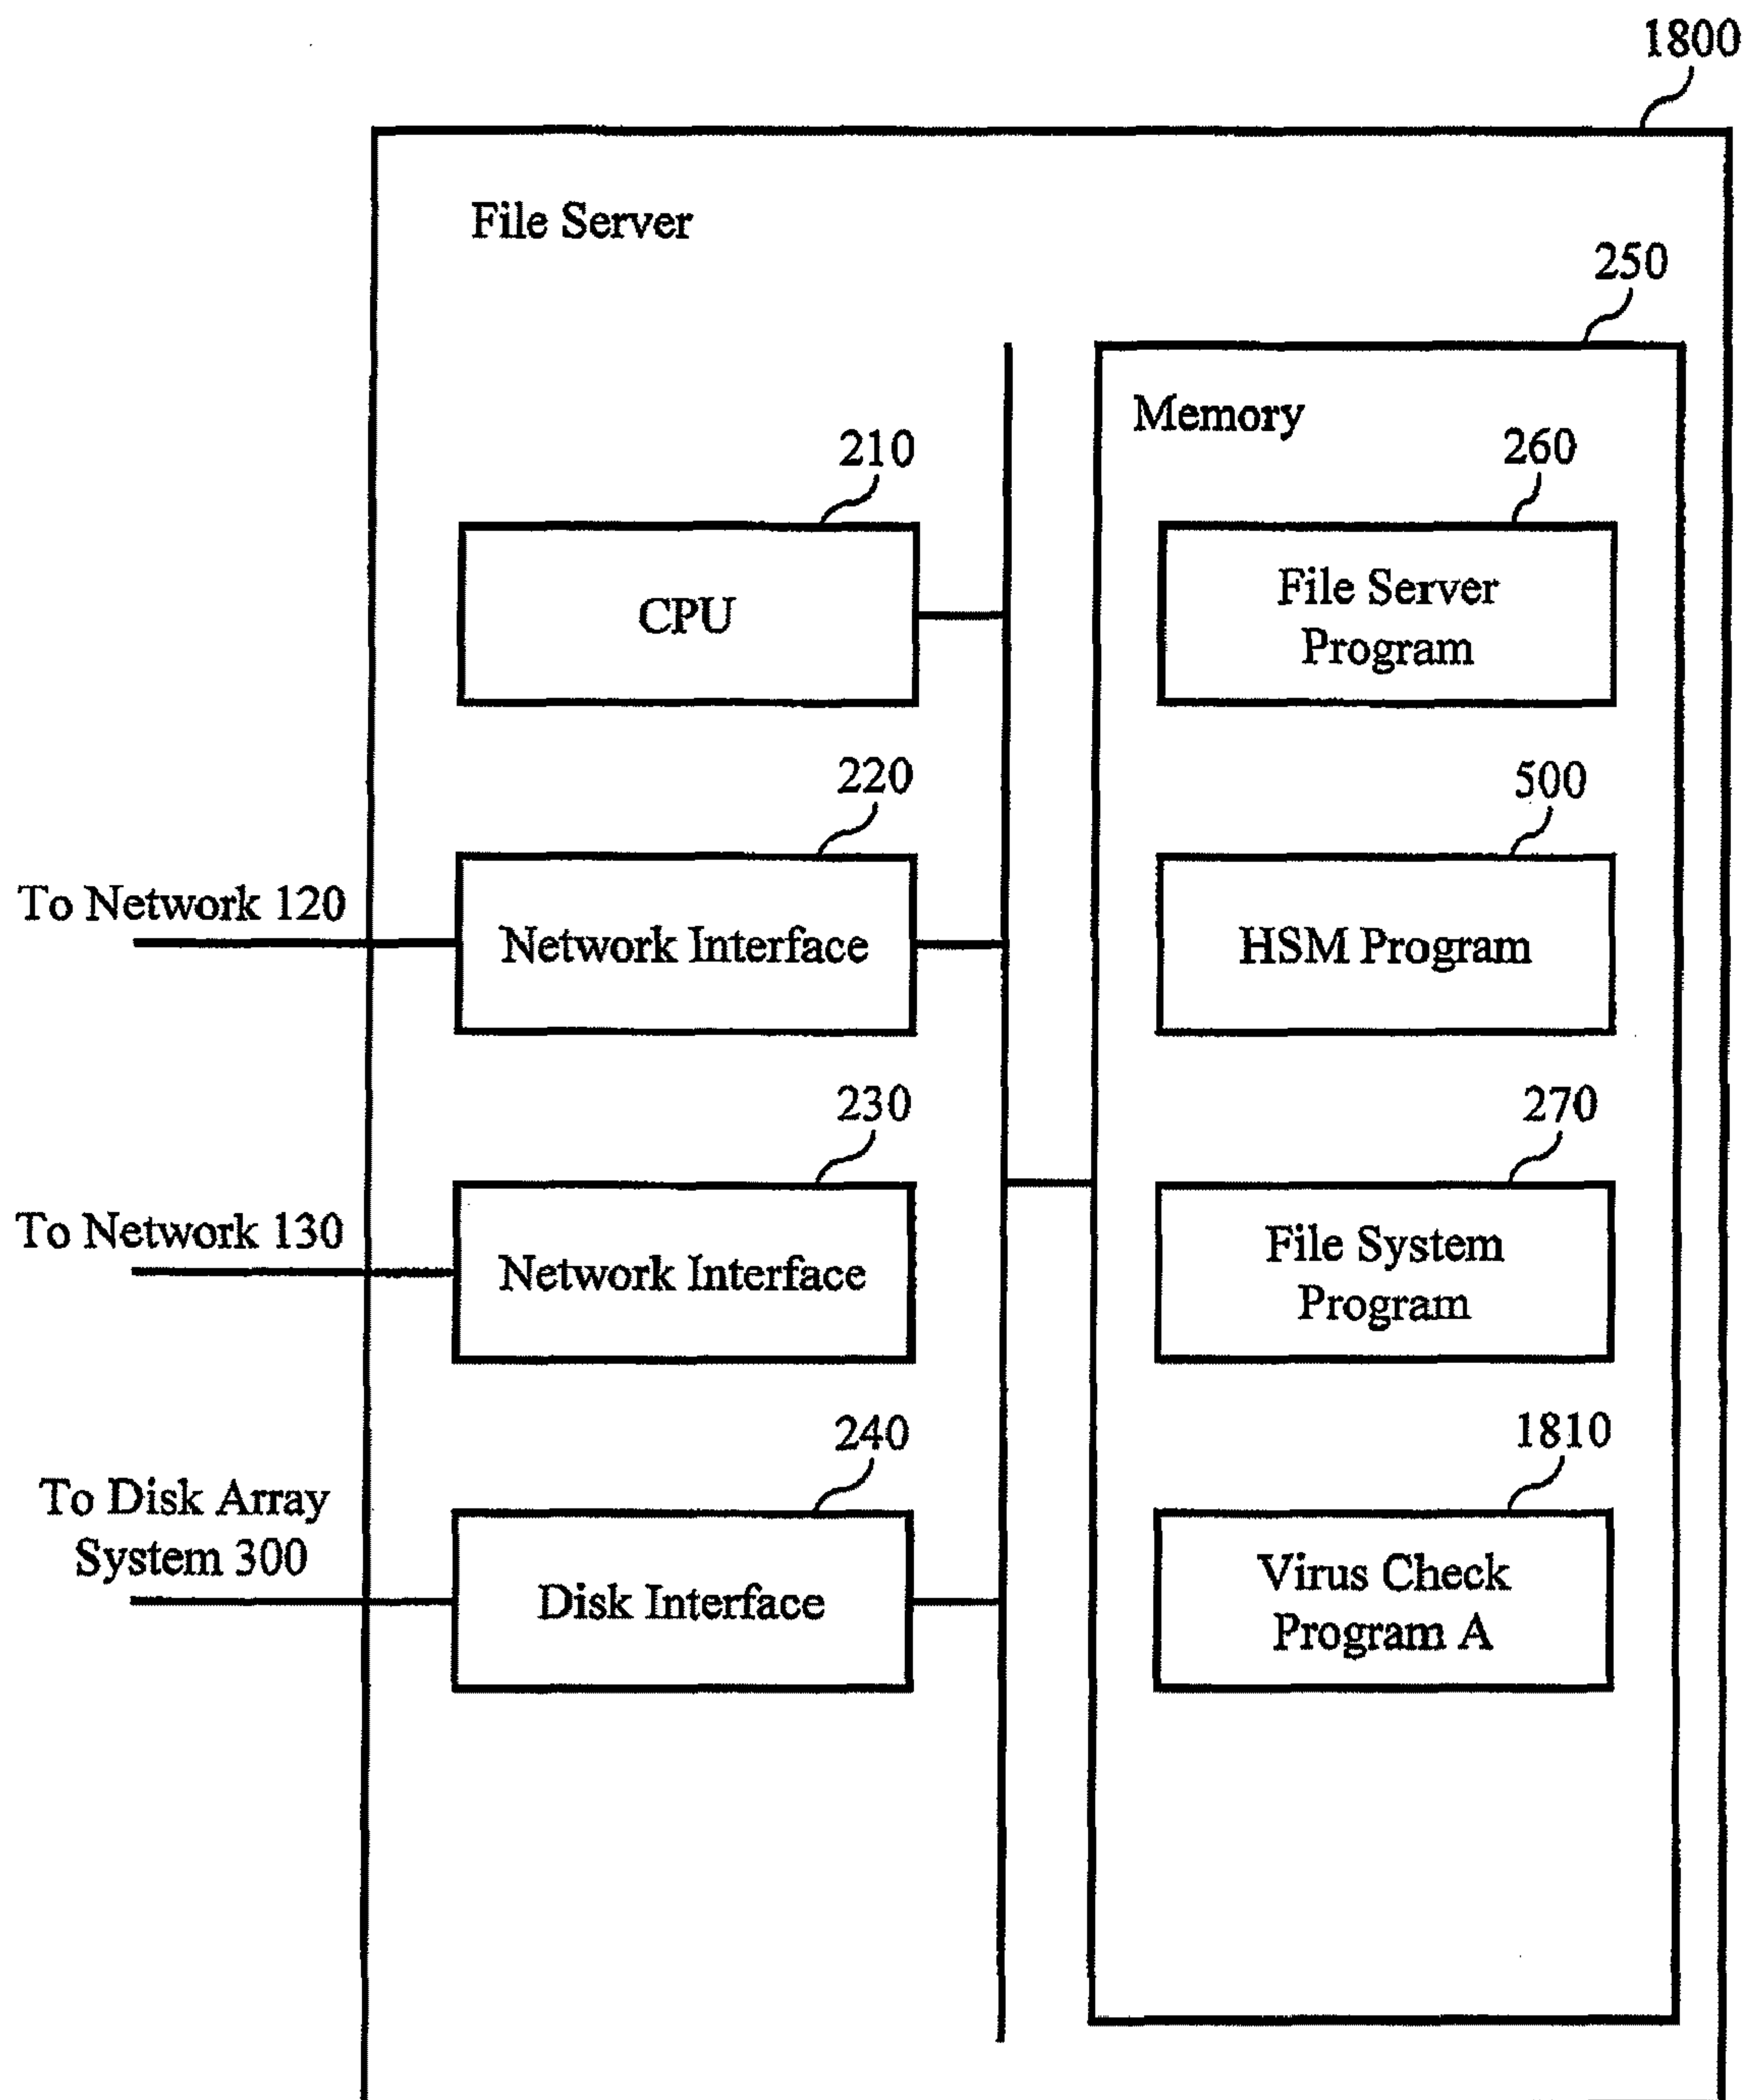 1800
File Server
250
Memory
210
260
CPU
File Server
Program
220
500
To Network 120
Network Interface
HSM Program
230
270
To Network 130
Network Interface
File System
Program
240
1810
To Disk Array
System 300
Disk Interface
Virus Check
Program A